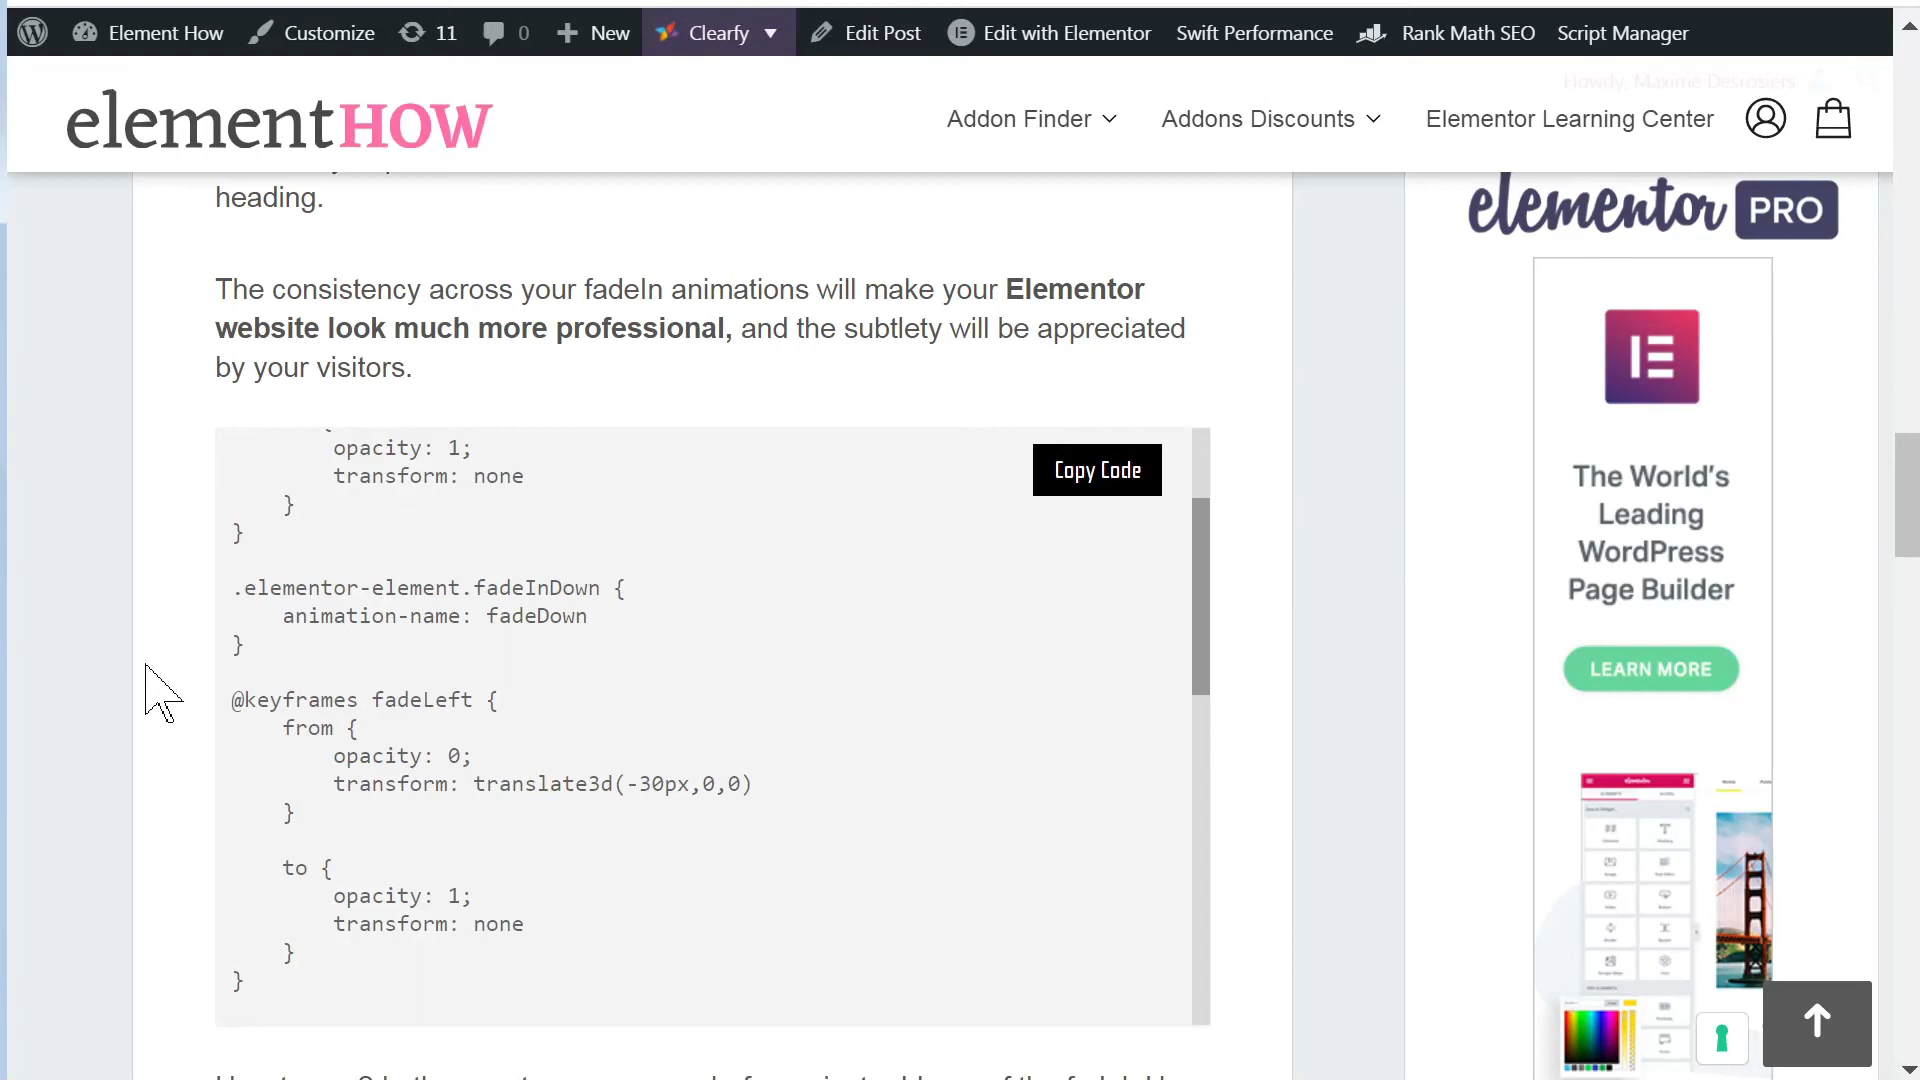 Element How Customize 11 0 New Clearfy Edit Post Edit with Elementor Swift Performance Rank Math SEO Script Manager
Howdy, Maxime Desrosiers
elementHOW
Addon Finder Addons Discounts Elementor Learning Center
heading.
The consistency across your fadeIn animations will make your Elementor
website look much more professional, and the subtlety will be appreciated
by your visitors.
Copy Code
{
opacity: 1;
transform: none
}
}
.elementor-element.fadeInDown {
animation-name: fadeDown
}
@keyframes fadeLeft {
from {
opacity: 0;
transform: translate3d(-30px,0,0)
}
to {
opacity: 1;
transform: none
}
}
elementor PRO
The World's
Leading
WordPress
Page Builder
LEARN MORE
elementor